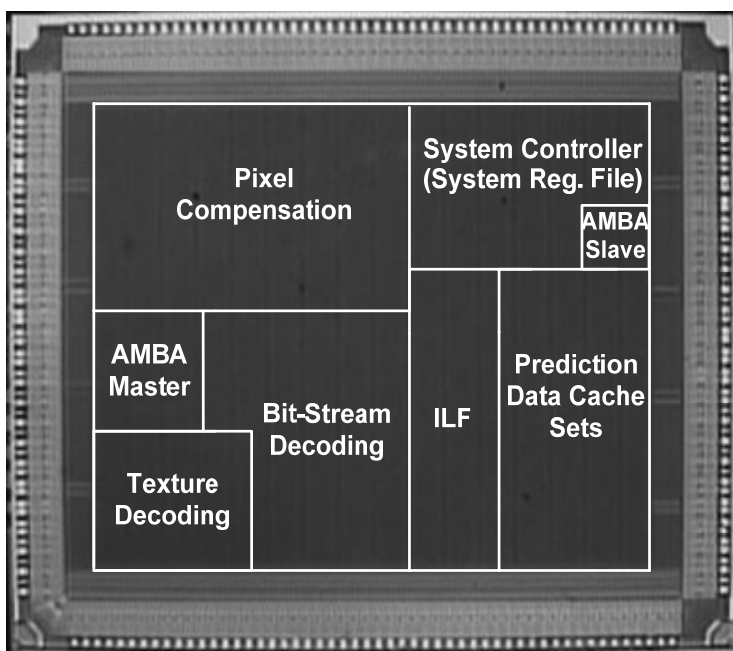 Pixel
Compensation
System Controller
(System Reg. File)
AMBA
Slave
AMBA
Master
Bit-Stream
Decoding
ILF
Prediction
Data Cache
Sets
Texture
Decoding